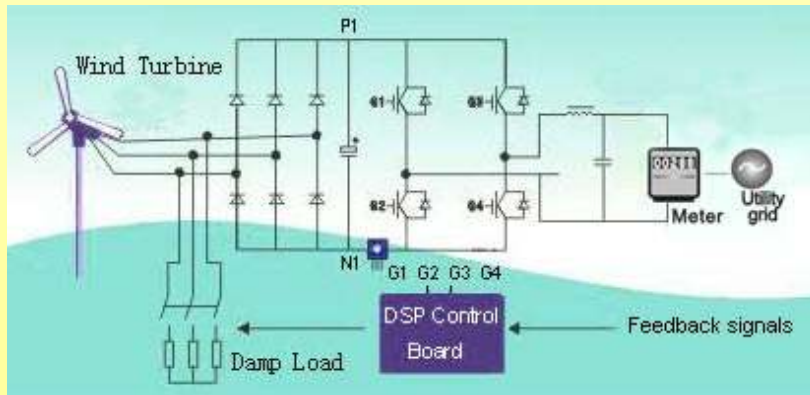 P1
Wind Turbine
G1
G3
G2
G4
Meter
Utility
grid
N1
G1 G2 G3 G4
DSP Control
Board
Feedback signals
Damp Load